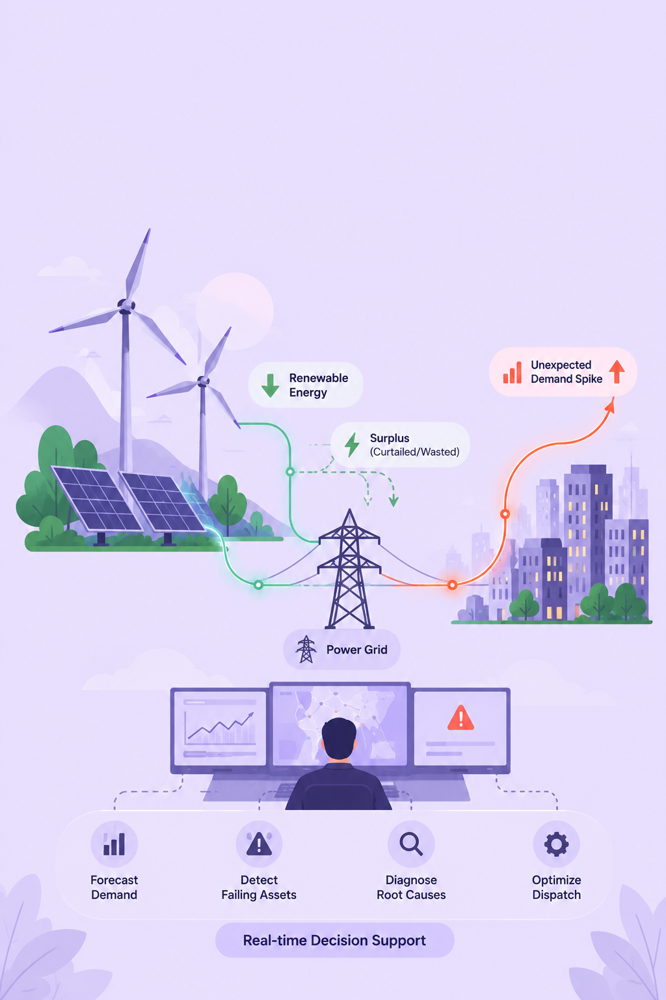 Renewable
Energy
Unexpected
Demand Spike
Surplus
(Curtailed/Wasted)
Power Grid
Forecast
Demand
Detect
Failing Assets
Diagnose
Root Causes
Optimize
Dispatch
Real-time Decision Support